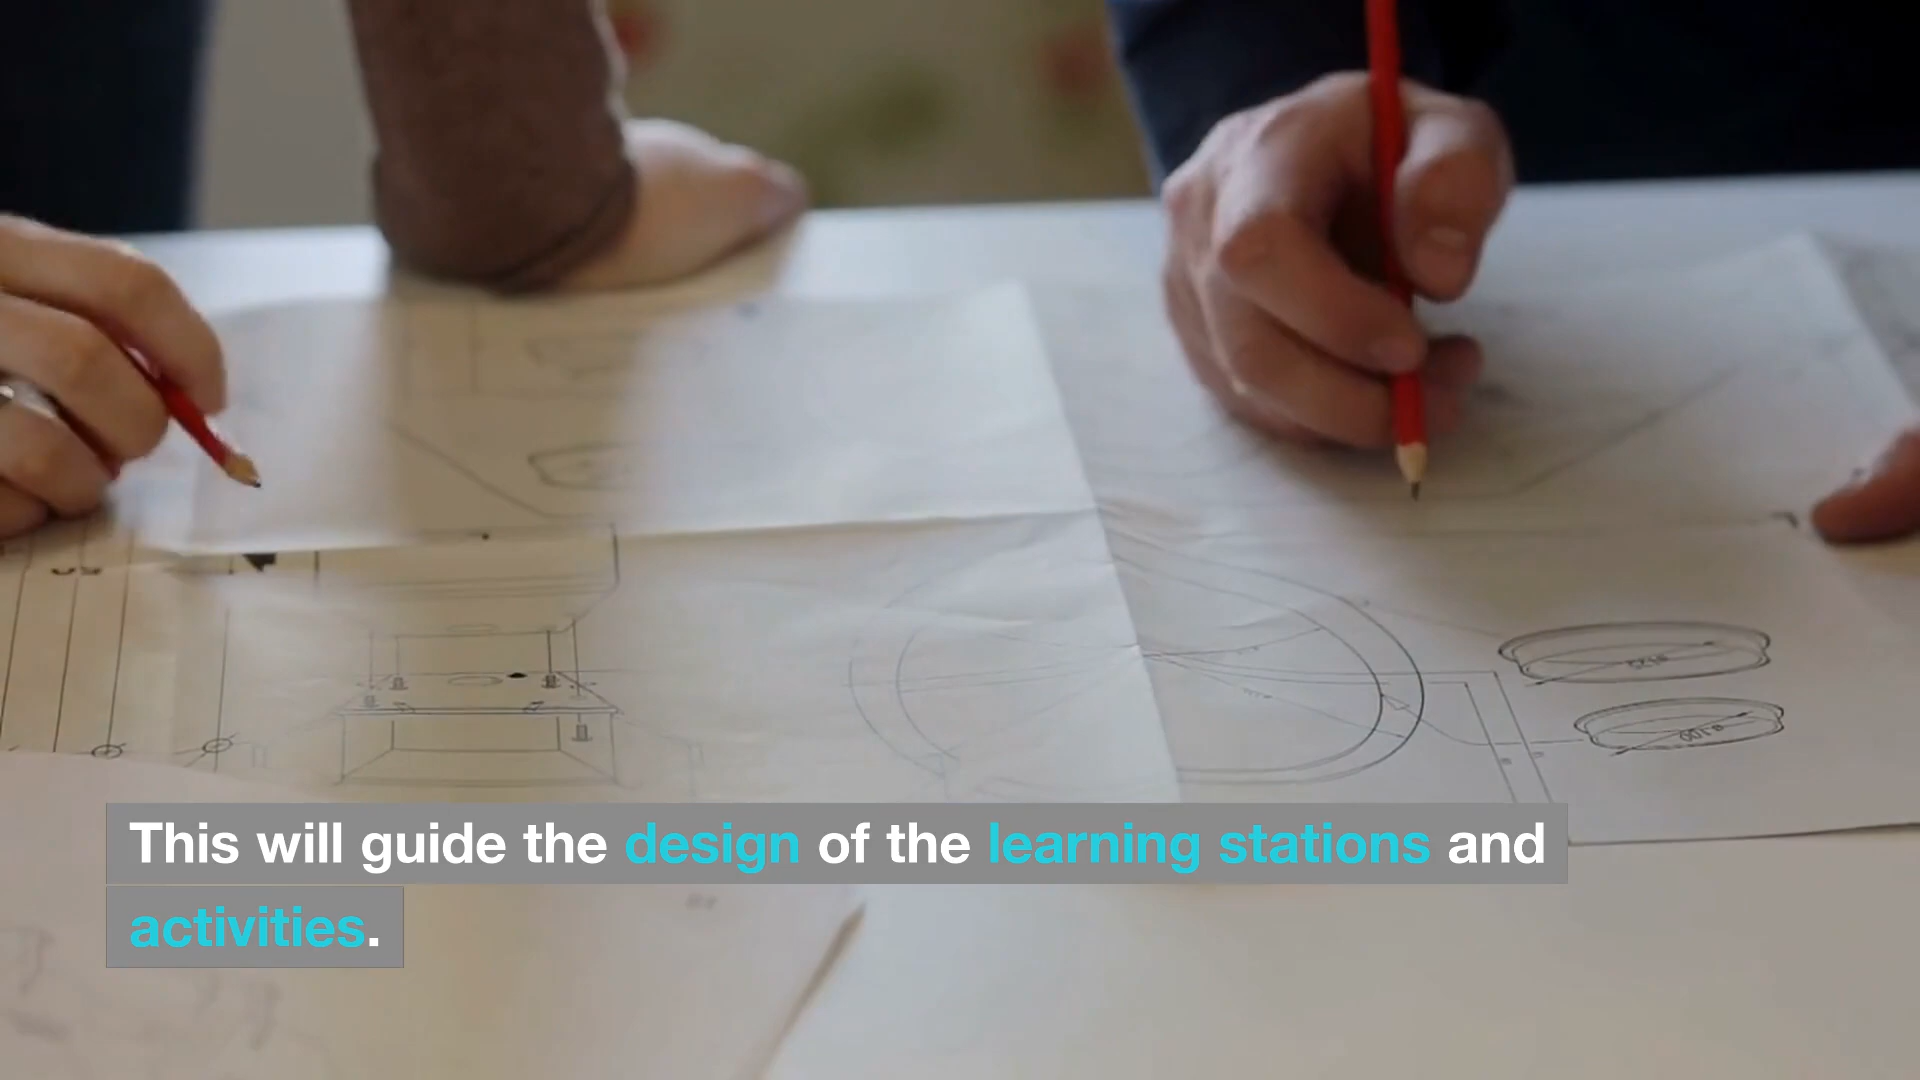 This will guide the design of the learning stations and
activities.